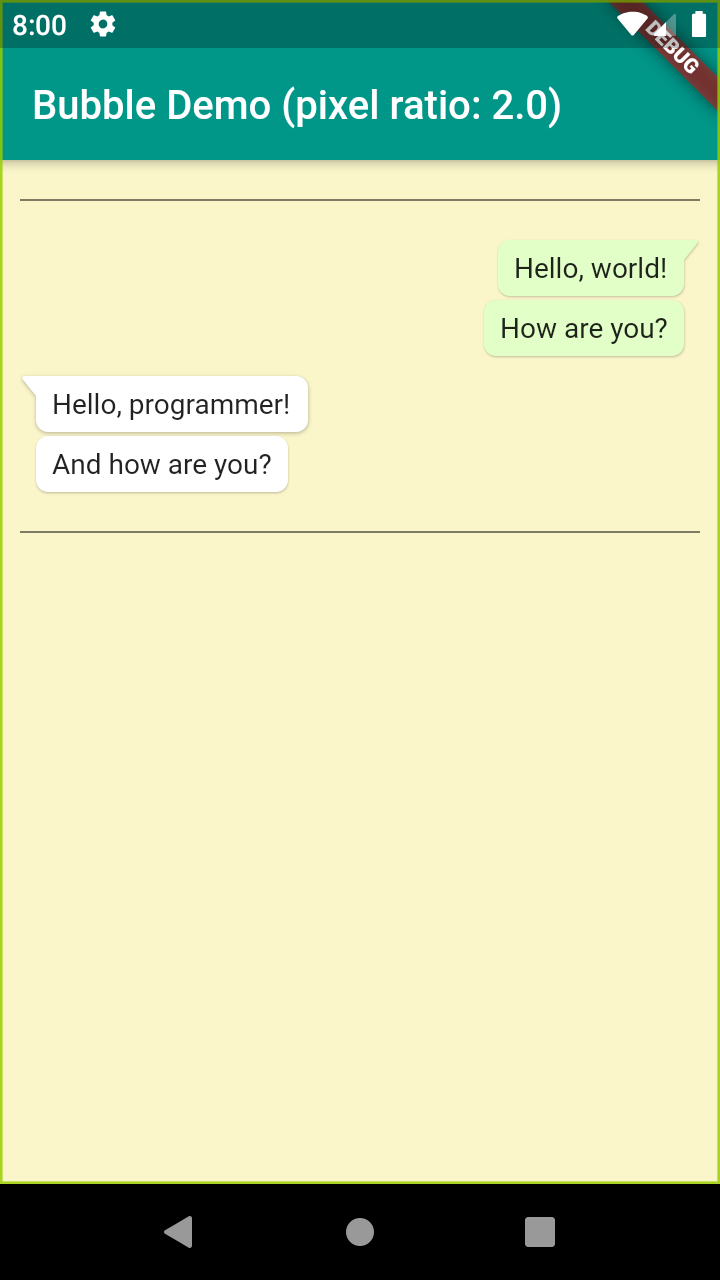 8:00
DEBUG
Bubble Demo (pixel ratio: 2.0)
Hello, world!
How are you?
Hello, programmer!
And how are you?